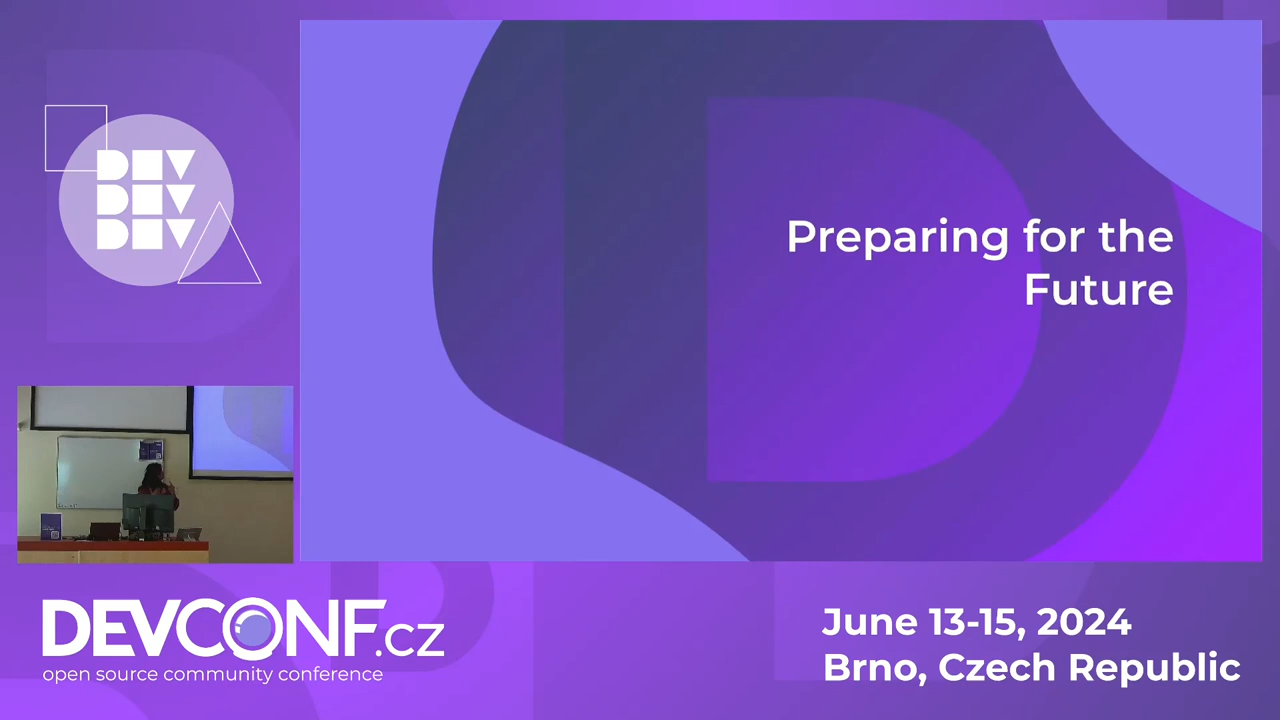 DEV
DEV
DEV
Preparing for the
Future
DEVCONF.cz
open source community conference
June 13-15, 2024
Brno, Czech Republic